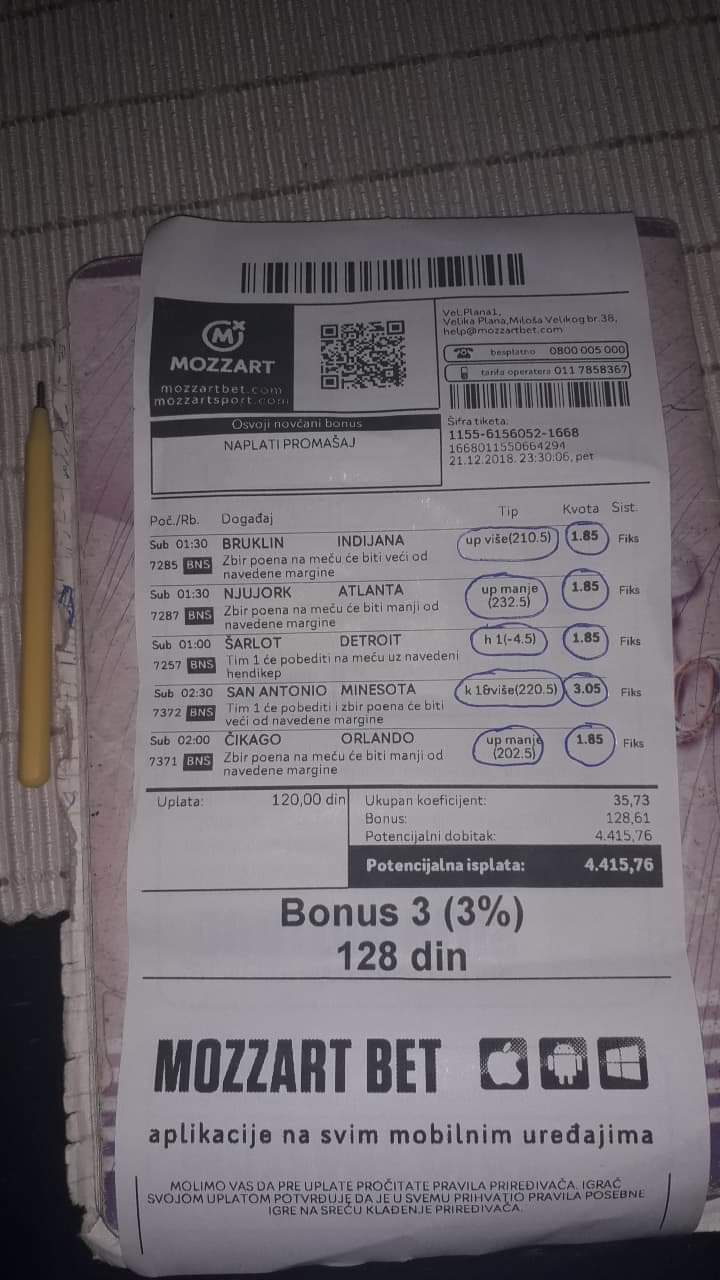 MOZZART
mozzartbet.com
mozzartsport.com
Vel.Plana1,
Velika Plana,Miloša Velikog br.38,
help@mozzartbet.com
besplatno 0800 005 000
tarifa operatera 011 7858367
Osvoji novčani bonus
NAPLATI PROMAŠAJ
Šifra tiketa:
1155-6156052-1668
1668011550664294
21.12.2018. 23:30:06, pet
Poč./Rb. Događaj Tip Kvota Sist.
Sub 01:30 BRUKLIN INDIJANA up više(210.5) 1.85 Fiks
7285 BNS Zbir poena na meču će biti veći od
navedene margine
Sub 01:30 NJUJORK ATLANTA up manje 1.85 Fiks
(232.5)
7287 BNS Zbir poena na meču će biti manji od
navedene margine
Sub 01:00 ŠARLOT DETROIT h 1(-4.5) 1.85 Fiks
7257 BNS Tim 1 će pobediti na meču uz navedeni
hendikep
Sub 02:30 SAN ANTONIO MINESOTA k 1&više(220.5) 3.05 Fiks
7372 BNS Tim 1 će pobediti i zbir poena će biti
veći od navedene margine
Sub 02:00 ČIKAGO ORLANDO up manje 1.85 Fiks
(202.5)
7371 BNS Zbir poena na meču će biti manji od
navedene margine
Uplata: 120,00 din
Ukupan koeficijent: 35,73
Bonus: 128,61
Potencijalni dobitak: 4.415,76
Potencijalna isplata: 4.415,76
Bonus 3 (3%)
128 din
MOZZART BET
aplikacije na svim mobilnim uređajima
MOLIMO VAS DA PRE UPLATE PROČITATE PRAVILA PRIREĐIVAČA. IGRAČ
SVOJOM UPLATOM POTVRĐUJE DA JE U SVEMU PRIHVATIO PRAVILA POSEBNE
IGRE NA SREĆU KLAĐENJE PRIREĐIVAČA.